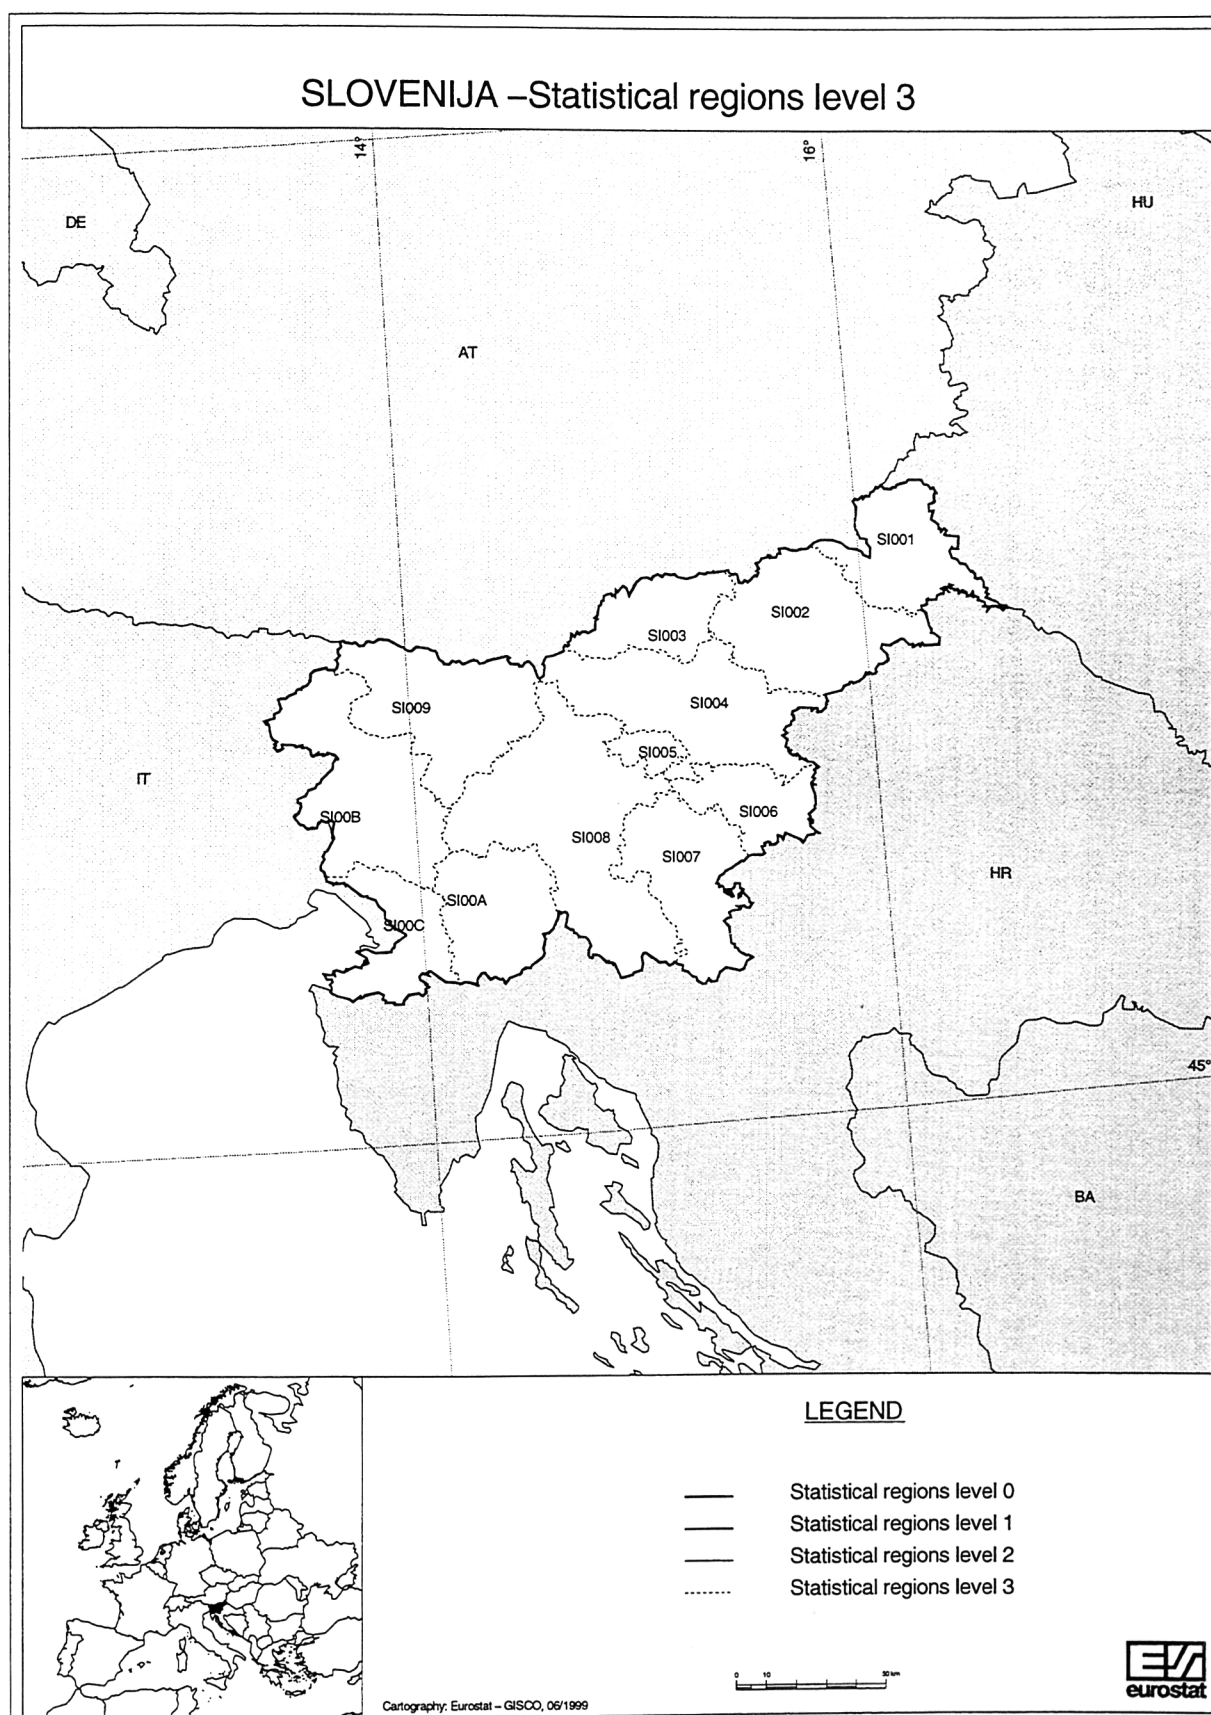 SLOVENIJA –Statistical regions level 3
14°
16°
DE
HU
AT
SI001
SI002
SI003
SI009
SI004
SI005
IT
SI006
SI00B
SI008
SI007
HR
SI00A
SI00C
45°
BA
LEGEND
Statistical regions level 0
Statistical regions level 1
Statistical regions level 2
Statistical regions level 3
0 10 50 km
Cartography: Eurostat – GISCO, 06/1999
eurostat